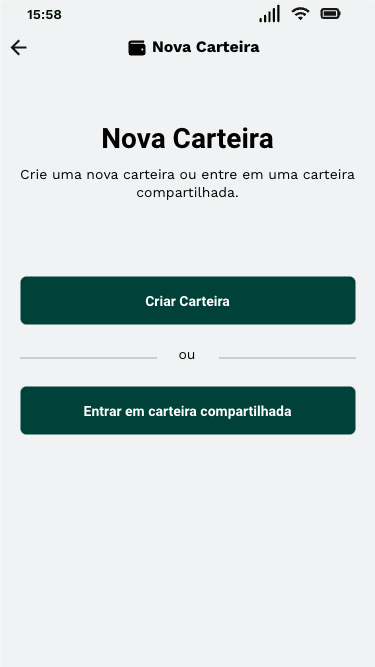 15:58
Nova Carteira
Nova Carteira
Crie uma nova carteira ou entre em uma carteira
compartilhada.
Criar Carteira
ou
Entrar em carteira compartilhada